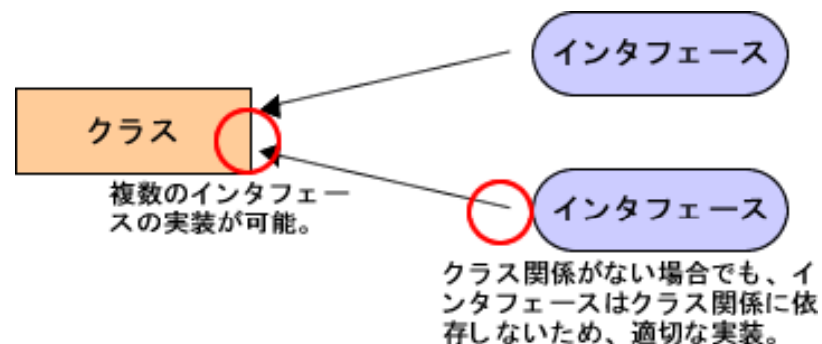 インタフェース
クラス
複数のインタフェー
スの実装が可能。
インタフェース
クラス関係がない場合でも、イ
ンタフェースはクラス関係に依
存しないため、適切な実装。